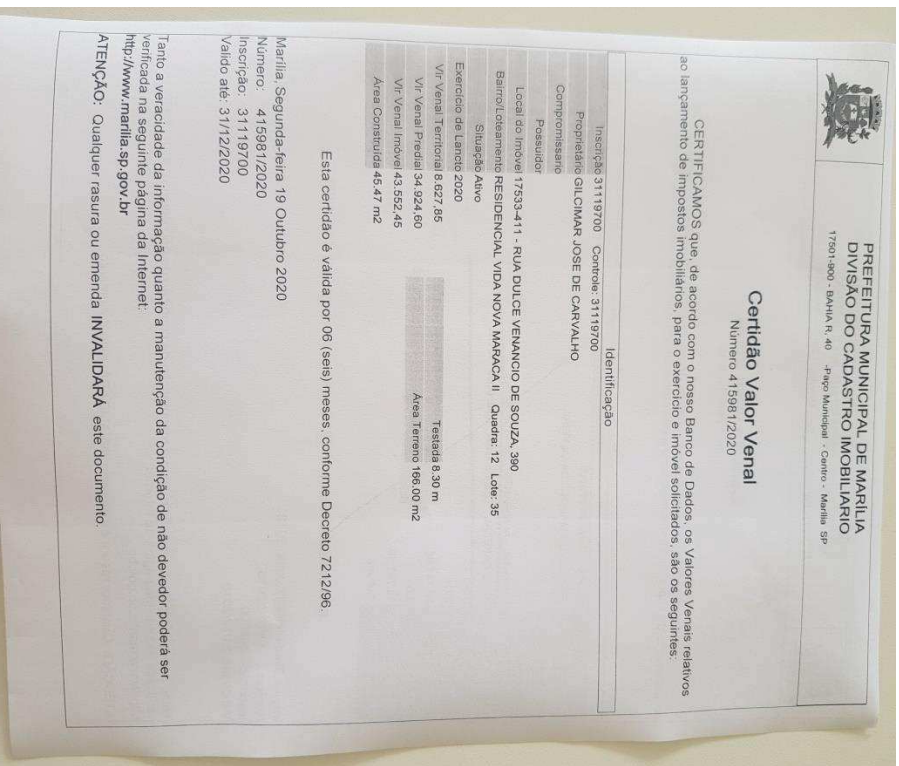 PREFEITURA MUNICIPAL DE MARÍLIA
DIVISÃO DO CADASTRO IMOBILIARIO
17501-900 - BAHIA R, 40 -Paço Municipal - Centro - Marília SP
Certidão Valor Venal
Número 415981/2020
CERTIFICAMOS que, de acordo com o nosso Banco de Dados, os Valores Venais relativos
ao lançamento de impostos imobiliários, para o exercício e imóvel solicitados, são os seguintes:
Identificação
Inscrição 31119700 Controle: 31119700
Proprietário GILCIMAR JOSE DE CARVALHO
Compromissario
Possuidor
Local do Imóvel 17533-411 - RUA DULCE VENANCIO DE SOUZA, 390
Bairro/Loteamento RESIDENCIAL VIDA NOVA MARACA II Quadra: 12 Lote: 35
Situação Ativo
Exercício de Lancto 2020
Vlr Venal Territorial 8.627,85 Testada 8.30 m
Vlr Venal Predial 34.924,60 Área Terreno 166.00 m2
Vlr Venal Imóvel 43.552,45
Área Construída 45.47 m2
Esta certidão é válida por 06 (seis) meses, conforme Decreto 7212/96.
Marília, Segunda-feira 19 Outubro 2020
Número: 415981/2020
Inscrição: 31119700
Valido até: 31/12/2020
Tanto a veracidade da informação quanto a manutenção da condição de não devedor poderá ser
verificada na seguinte página da Internet:
http://www.marilia.sp.gov.br
ATENÇÃO: Qualquer rasura ou emenda INVALIDARÁ este documento.